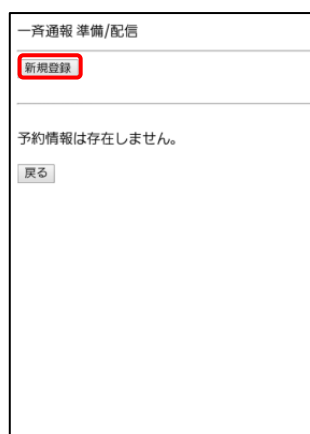 一斉通報 準備/配信
新規登録
予約情報は存在しません。
戻る